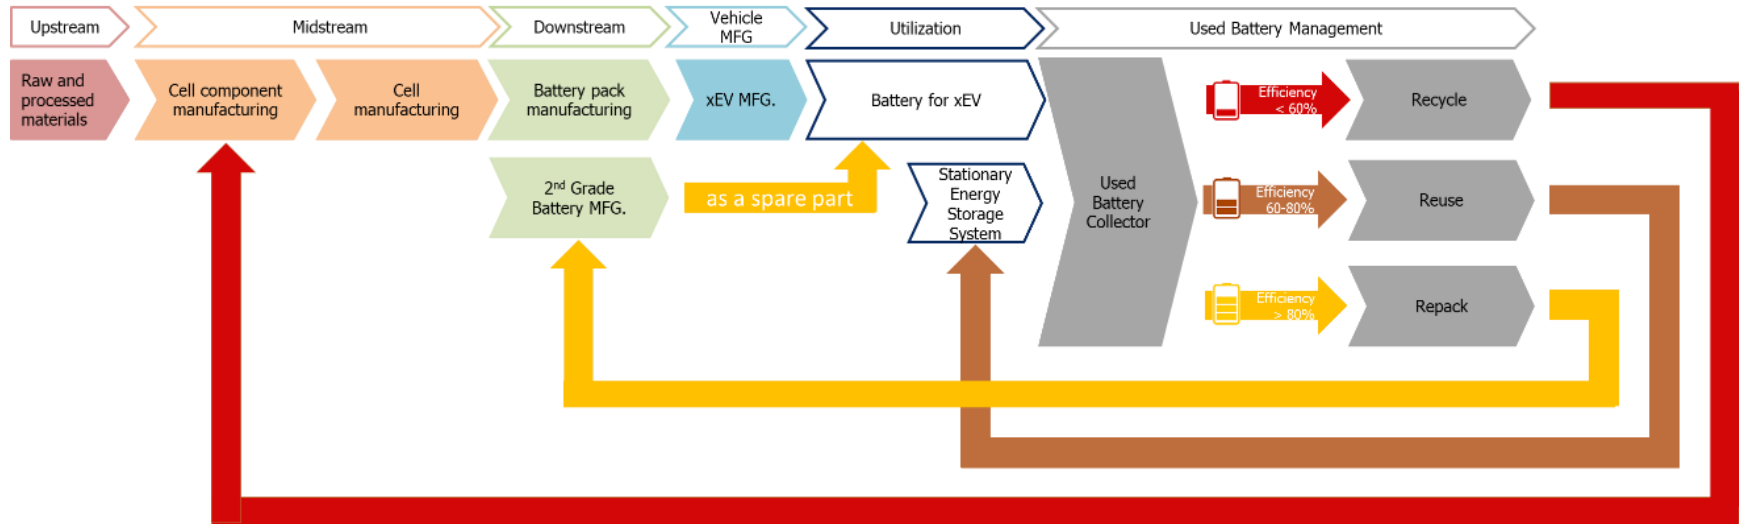 Upstream
Midstream
Downstream
Vehicle
MFG
Utilization
Used Battery Management
Raw and
processed
materials
Cell component
manufacturing
Cell
manufacturing
Battery pack
manufacturing
xEV MFG.
Battery for xEV
Efficiency
< 60%
Recycle
2nd Grade
Battery MFG.
as a spare part
Stationary
Energy
Storage
System
Used
Battery
Collector
Efficiency
60-80%
Reuse
Efficiency
> 80%
Repack